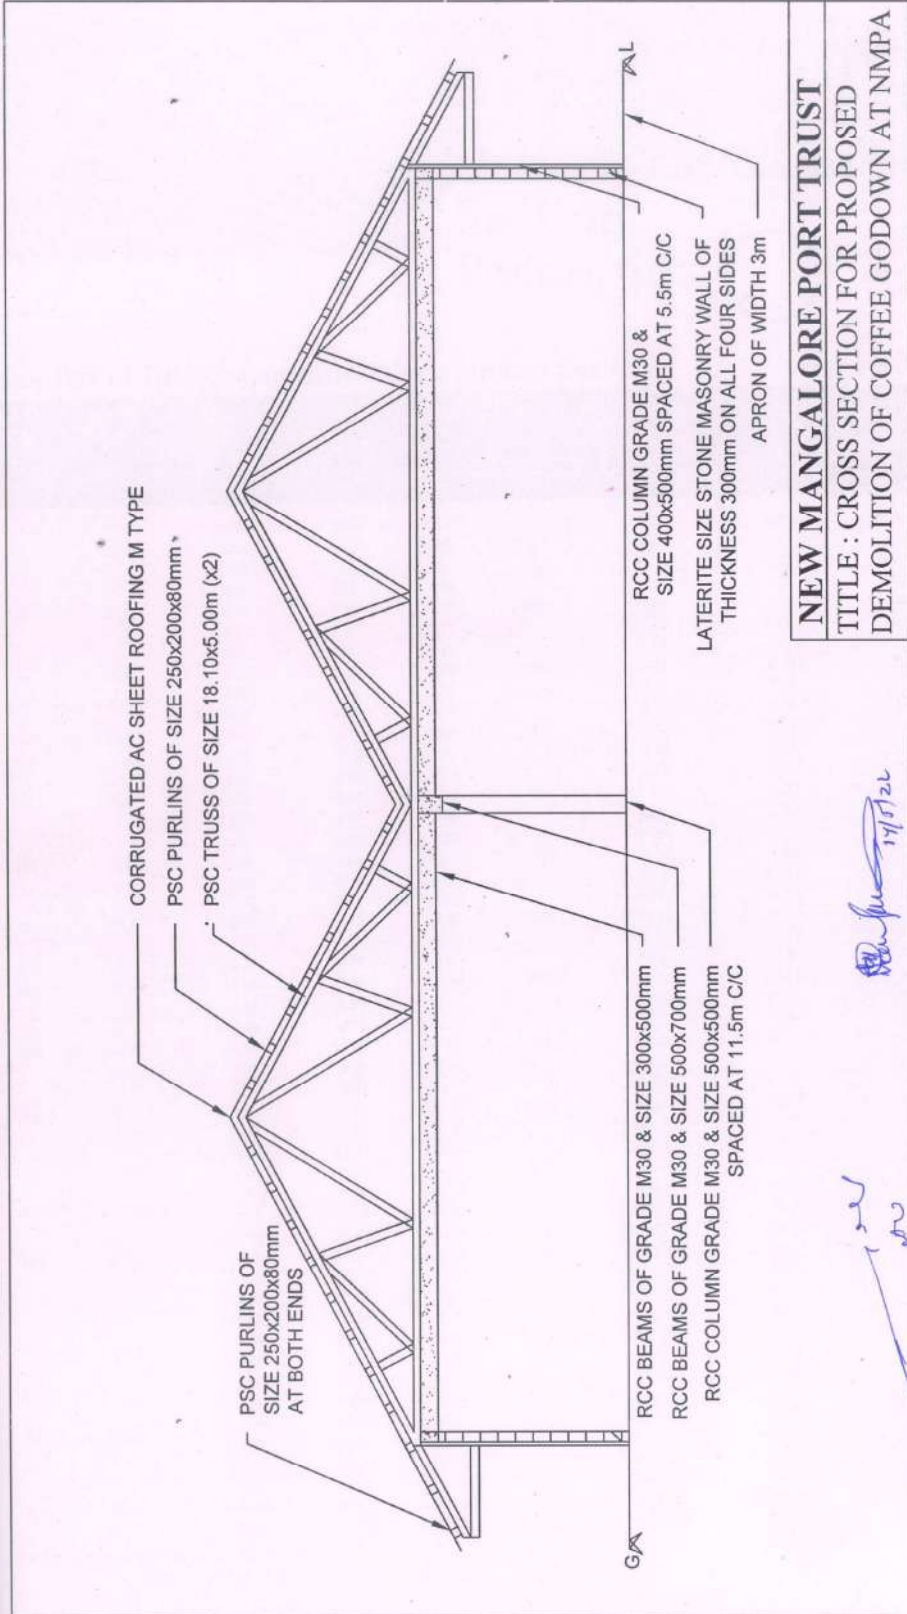 CORRUGATED AC SHEET ROOFING M TYPE
PSC PURLINS OF SIZE 250x200x80mm
PSC TRUSS OF SIZE 18.10x5.00m (x2)
PSC PURLINS OF
SIZE 250x200x80mm
AT BOTH ENDS
G
L
RCC BEAMS OF GRADE M30 & SIZE 300x500mm
RCC BEAMS OF GRADE M30 & SIZE 500x700mm
RCC COLUMN GRADE M30 & SIZE 500x500mm
SPACED AT 11.5m C/C
RCC COLUMN GRADE M30 &
SIZE 400x500mm SPACED AT 5.5m C/C
LATERITE SIZE STONE MASONRY WALL OF
THICKNESS 300mm ON ALL FOUR SIDES
APRON OF WIDTH 3m
NEW MANGALORE PORT TRUST
TITLE : CROSS SECTION FOR PROPOSED
DEMOLITION OF COFFEE GODOWN AT NMPA